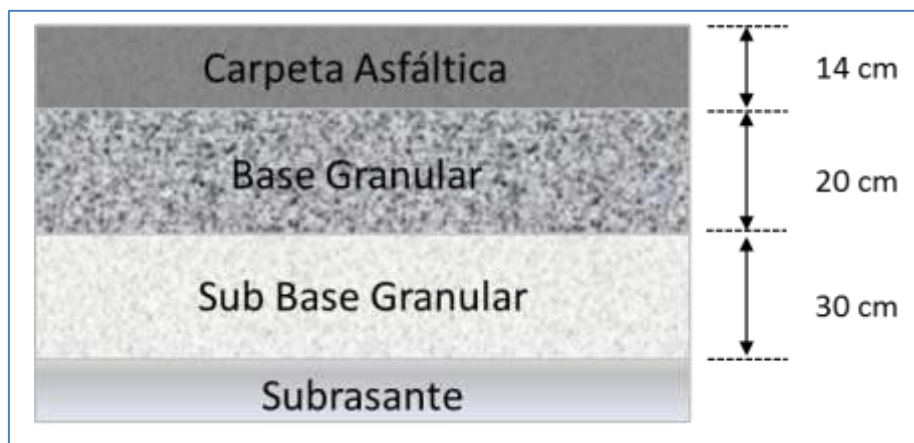 Carpeta Asfáltica
14 cm
Base Granular
20 cm
Sub Base Granular
30 cm
Subrasante